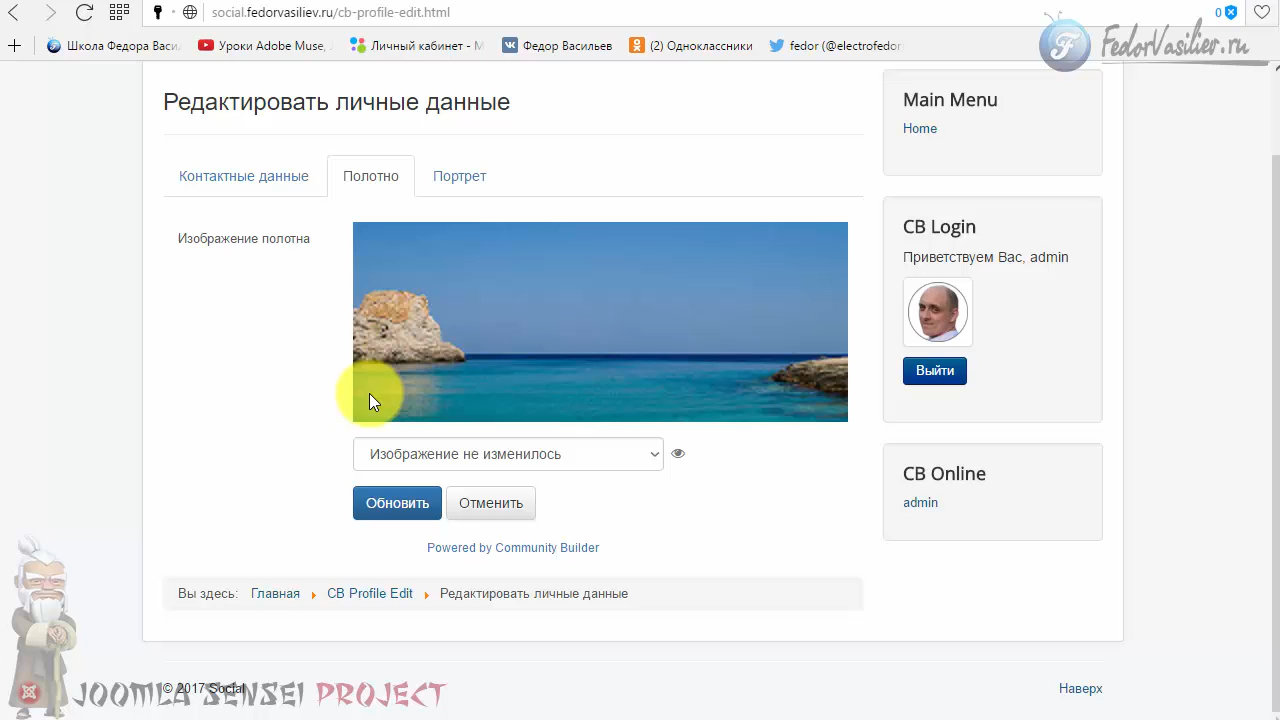 social.fedorvasiliev.ru/cb-profile-edit.html
0
Школа Федора Васи.
Уроки Adobe Muse, .
Личный кабинет - М
Федор Васильев
(2) Одноклассники
fedor (@electrofedor
FedorVasiliev.ru
Редактировать личные данные
Контактные данные
Полотно
Портрет
Изображение полотна
Изображение не изменилось
Обновить
Отменить
Powered by Community Builder
Вы здесь: Главная CB Profile Edit Редактировать личные данные
Main Menu
Home
CB Login
Приветствуем Вас, admin
Выйти
CB Online
admin
© 2017 Social
JOOMLA SENSEI PROJECT
Наверх